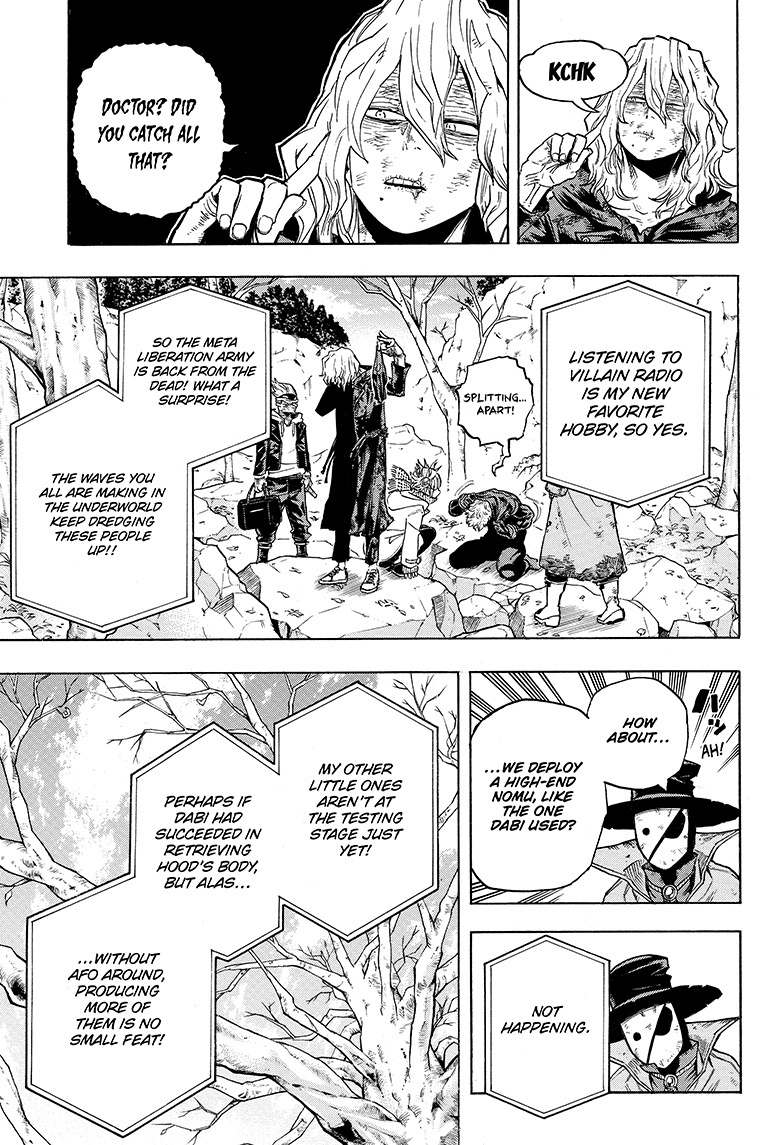 KCHK
DOCTOR? DID
YOU CATCH ALL
THAT?
LISTENING TO
VILLAIN RADIO
IS MY NEW
FAVORITE
HOBBY, SO YES.
SPLITTING...
APART!
SO THE META
LIBERATION ARMY
IS BACK FROM
THE DEAD! WHAT A
SURPRISE!
THE WAVES YOU
ALL ARE MAKING IN
THE UNDERWORLD
KEEP DREDGING
THESE PEOPLE
UP!!
ハッ
AH!
HOW
ABOUT...
...WE DEPLOY
A HIGH-END
NOMU, LIKE
THE ONE
DABI USED?
NOT
HAPPENING.
MY OTHER
LITTLE ONES
AREN'T AT
THE TESTING
STAGE JUST
YET!
PERHAPS IF
DABI HAD
SUCCEEDED IN
RETRIEVING
HOOD'S BODY,
BUT ALAS...
...WITHOUT
AFO AROUND,
PRODUCING
MORE OF
THEM IS NO
SMALL FEAT!